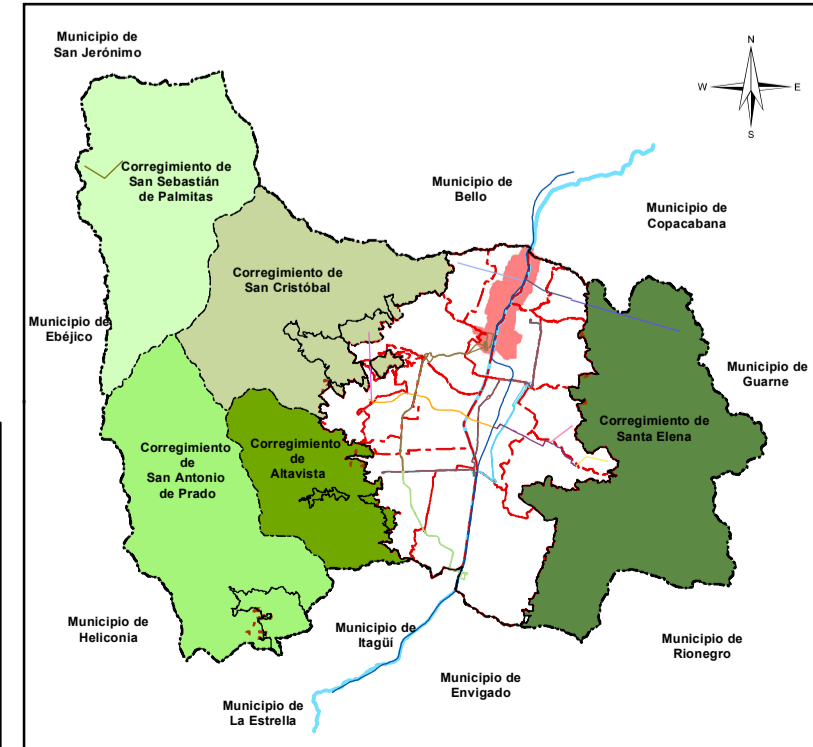 Municipio de
San Jerónimo
N
W
E
S
Corregimiento de
San Sebastián
de Palmitas
Municipio de
Bello
Municipio de
Copacabana
Corregimiento de
San Cristóbal
Municipio de
Ebéjico
Municipio de
Guarne
Corregimiento de
Santa Elena
Corregimiento
de
San Antonio
de Prado
Corregimiento
de
Altavista
Municipio de
Heliconia
Municipio de
Itagüí
Municipio de
Rionegro
Municipio de
Envigado
Municipio de
La Estrella